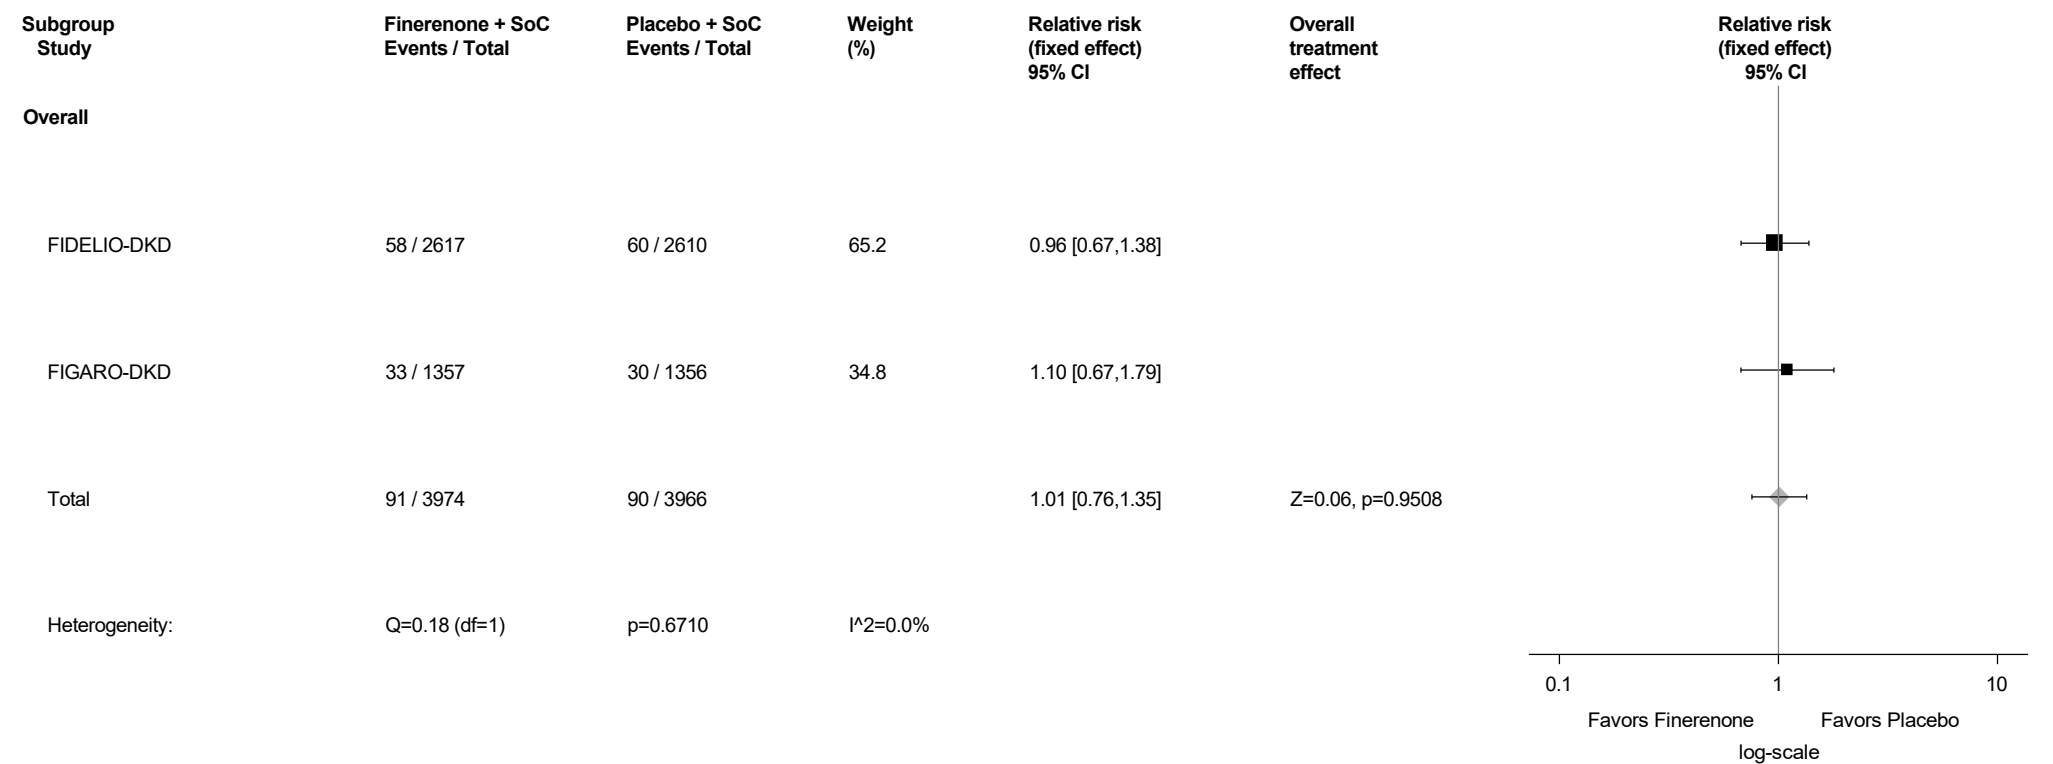 Subgroup Finerenone + SoC Placebo + SoC Weight Relative risk Overall Relative risk
Study Events / Total Events / Total (%) (fixed effect) treatment (fixed effect)
95% CI effect 95% CI
Overall
FIDELIO-DKD 58 / 2617 60 / 2610 65.2 0.96 [0.67,1.38]
FIGARO-DKD 33 / 1357 30 / 1356 34.8 1.10 [0.67,1.79]
Total 91 / 3974 90 / 3966 1.01 [0.76,1.35] Z=0.06, p=0.9508
Heterogeneity: Q=0.18 (df=1) p=0.6710 I^2=0.0%
0.1 1 10
Favors Finerenone Favors Placebo
log-scale